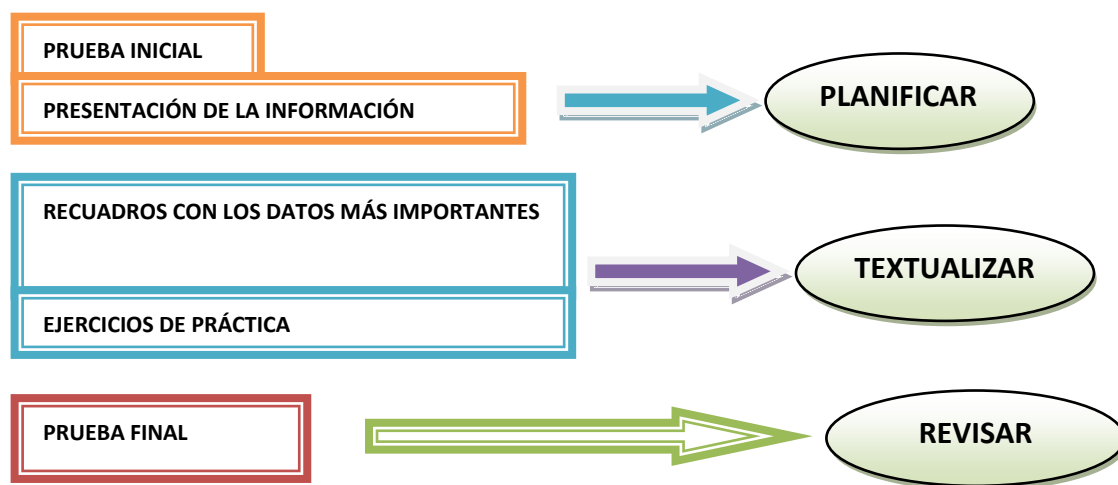 PRUEBA INICIAL
PRESENTACIÓN DE LA INFORMACIÓN
PLANIFICAR
RECUADROS CON LOS DATOS MÁS IMPORTANTES
TEXTUALIZAR
EJERCICIOS DE PRÁCTICA
PRUEBA FINAL
REVISAR